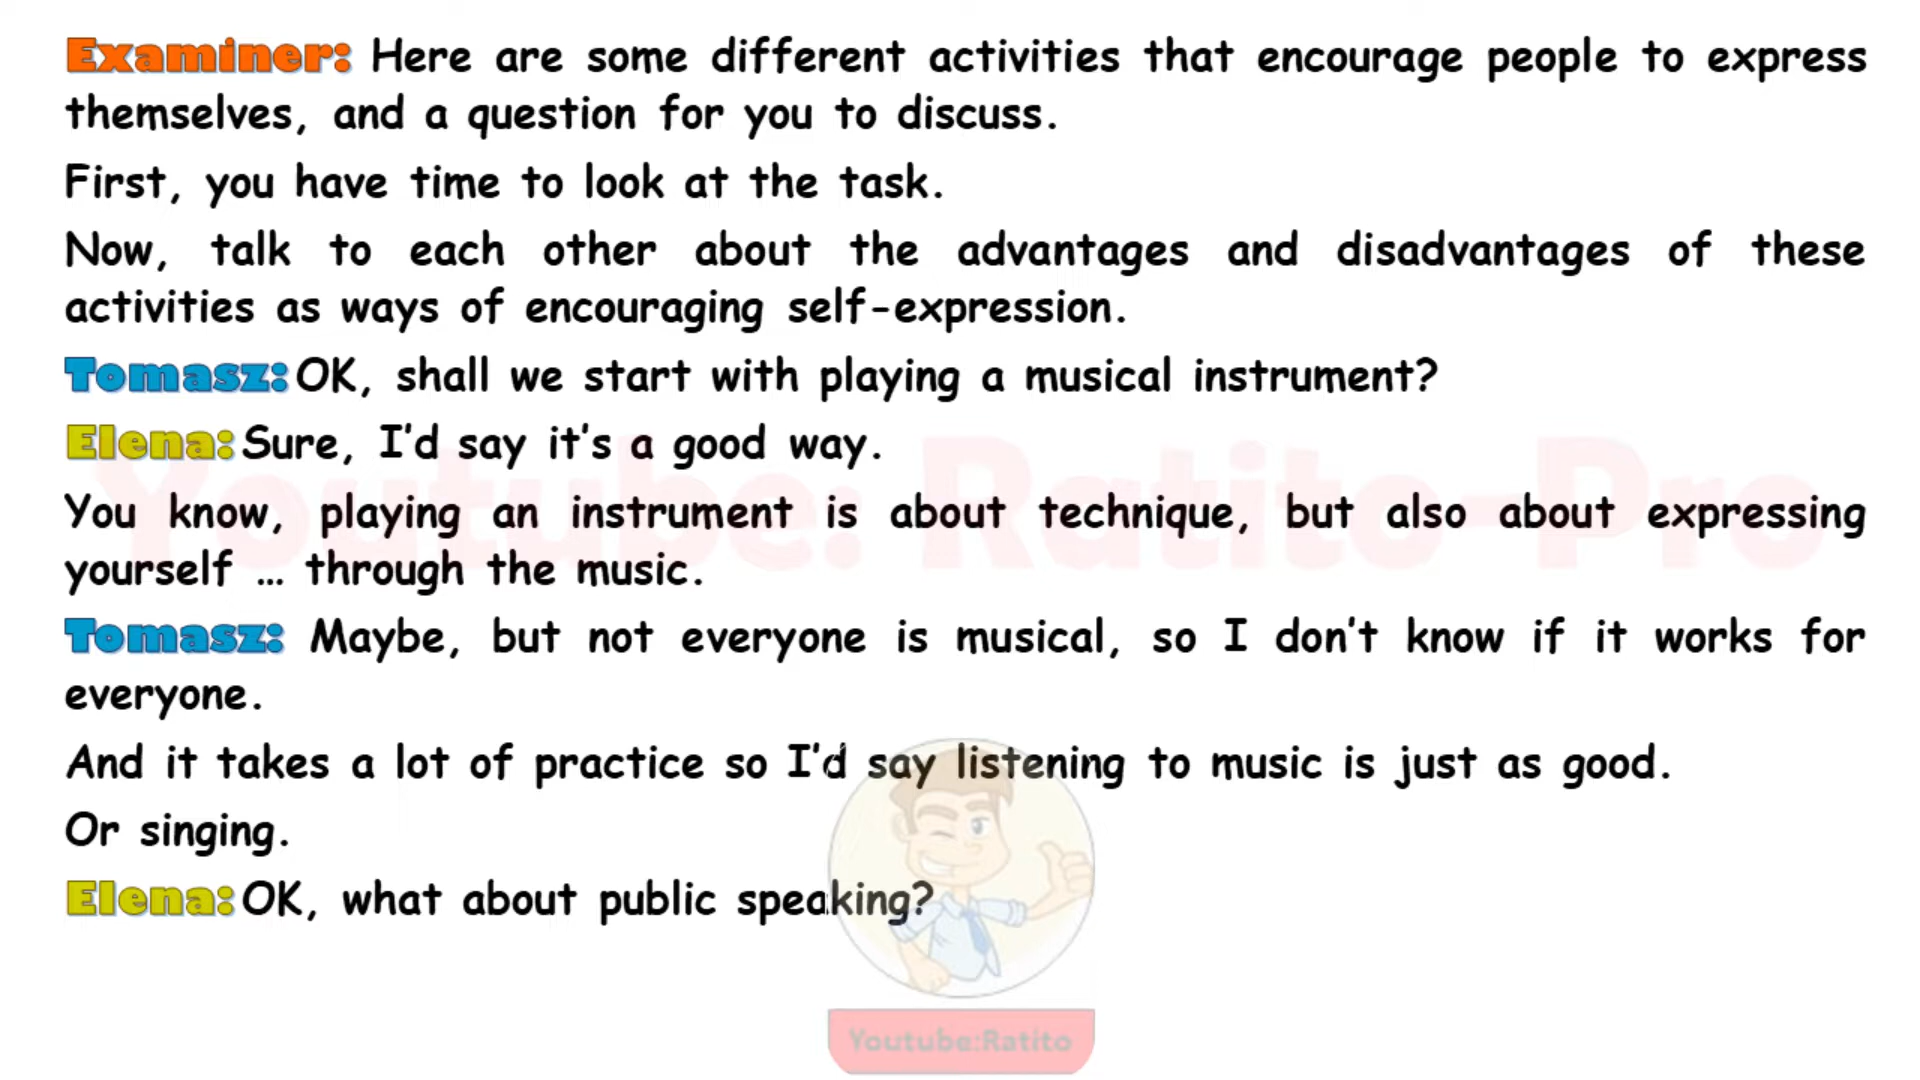 Examiner: Here are some different activities that encourage people to express
themselves, and a question for you to discuss.
First, you have time to look at the task.
Now, talk to each other about the advantages and disadvantages of these
activities as ways of encouraging self-expression.
Tomasz: OK, shall we start with playing a musical instrument?
Elena: Sure, I'd say it's a good way.
Youtube: Ratito-Pro
You know, playing an instrument is about technique, but also about expressing
yourself … through the music.
Tomasz: Maybe, but not everyone is musical, so I don't know if it works for
everyone.
And it takes a lot of practice so I'd say listening to music is just as good.
Or singing.
Elena: OK, what about public speaking?
Youtube:Ratito